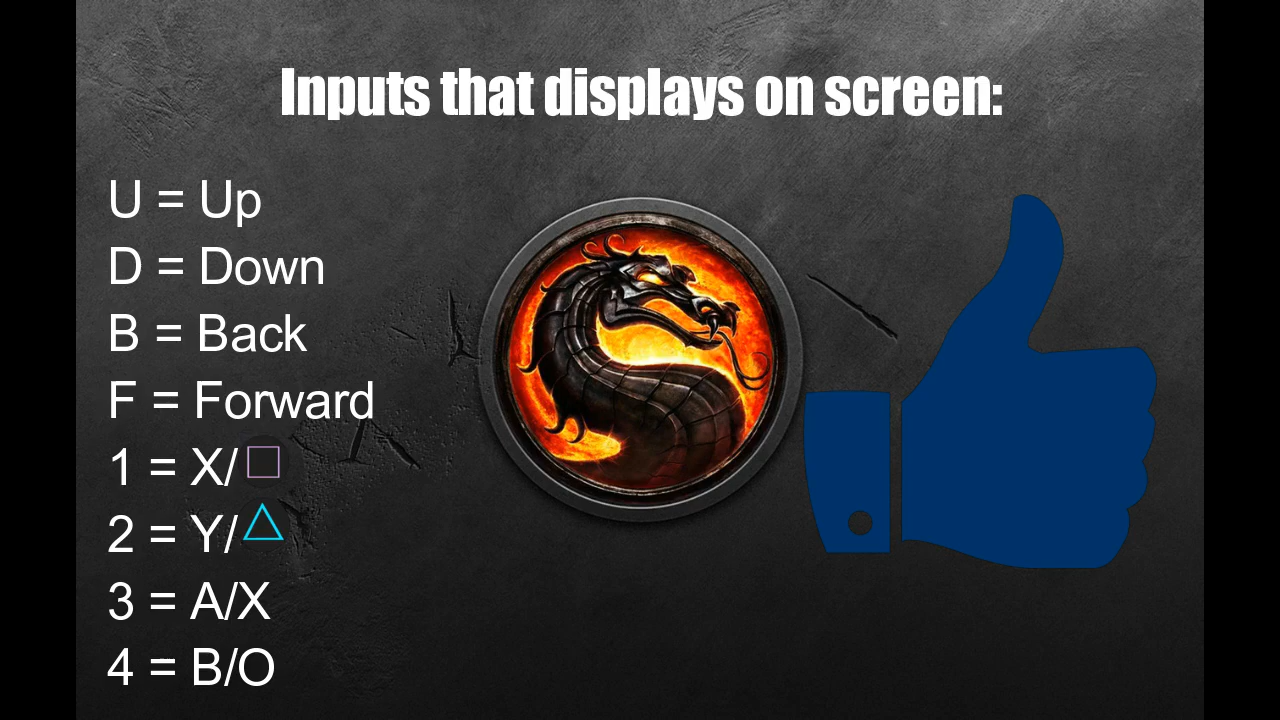 Inputs that displays on screen:
U = Up
D = Down
B = Back
F = Forward
1 = X/□
2 = Y/△
3 = A/X
4 = B/O